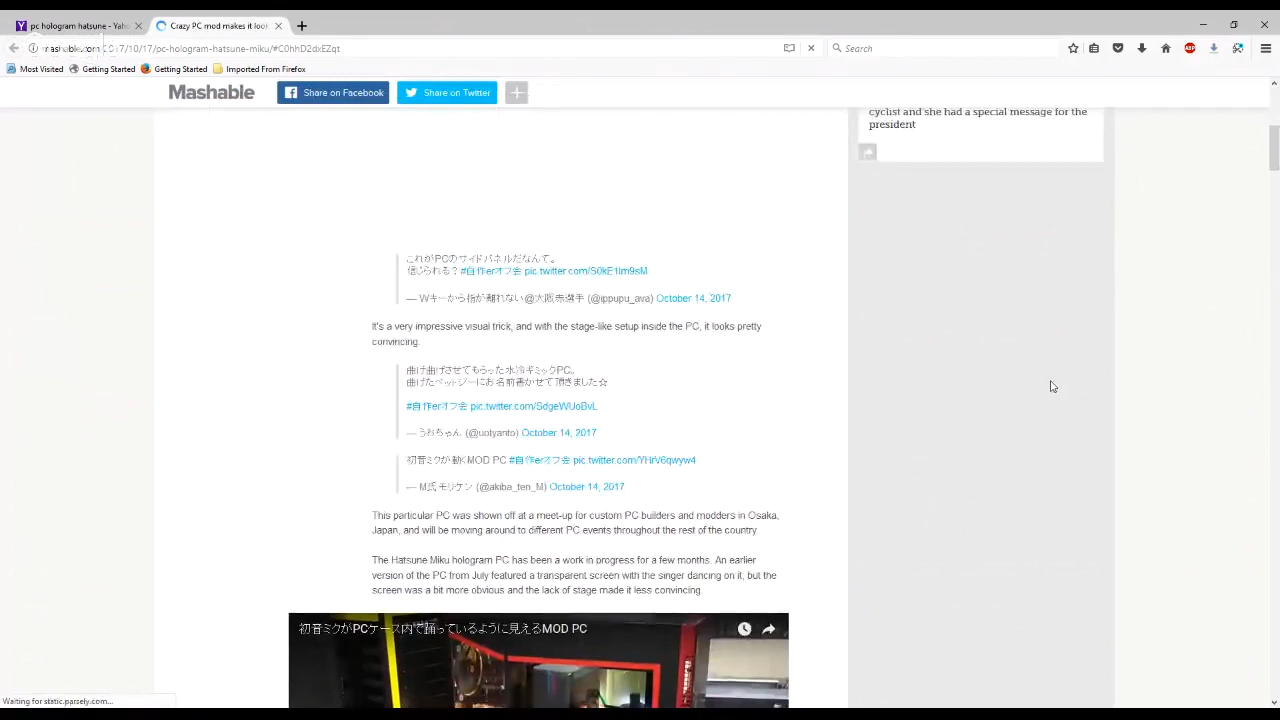 pc hologram hatsune - Yaho
Crazy PC mod makes it look
17/10/17/pc-hologram-hatsune-miku/#C0hhD2dxEZqt
Search
ABP
Most Visited
Getting Started
Getting Started
Imported From Firefox
Mashable
Share on Facebook
Share on Twitter
cyclist and she had a special message for the
president
これがPCのサイドパネルだなんて。
信じられる？#自作erオフ会 pic.twitter.com/S0kE1Im9sM
— Wキーから指が離れない@大阪赤選手 (@ippupu_ava) October 14, 2017
It's a very impressive visual trick, and with the stage-like setup inside the PC, it looks pretty
convincing.
曲げ曲げさせてもらった水冷ギミックPC。
曲げたペットジーにお名前書かせて頂きました☆
#自作erオフ会 pic.twitter.com/SdgeWUoBvL
— うおちゃん (@uotyanto) October 14, 2017
初音ミクが動くMOD PC #自作erオフ会 pic.twitter.com/YHrV6qwyw4
— M氏 モリケン (@akiba_ten_M) October 14, 2017
This particular PC was shown off at a meet-up for custom PC builders and modders in Osaka,
Japan, and will be moving around to different PC events throughout the rest of the country
The Hatsune Miku hologram PC has been a work in progress for a few months. An earlier
version of the PC from July featured a transparent screen with the singer dancing on it, but the
screen was a bit more obvious and the lack of stage made it less convincing
初音ミクがPCケース内で踊っているように見えるMOD PC
Waiting for static.parsely.com...